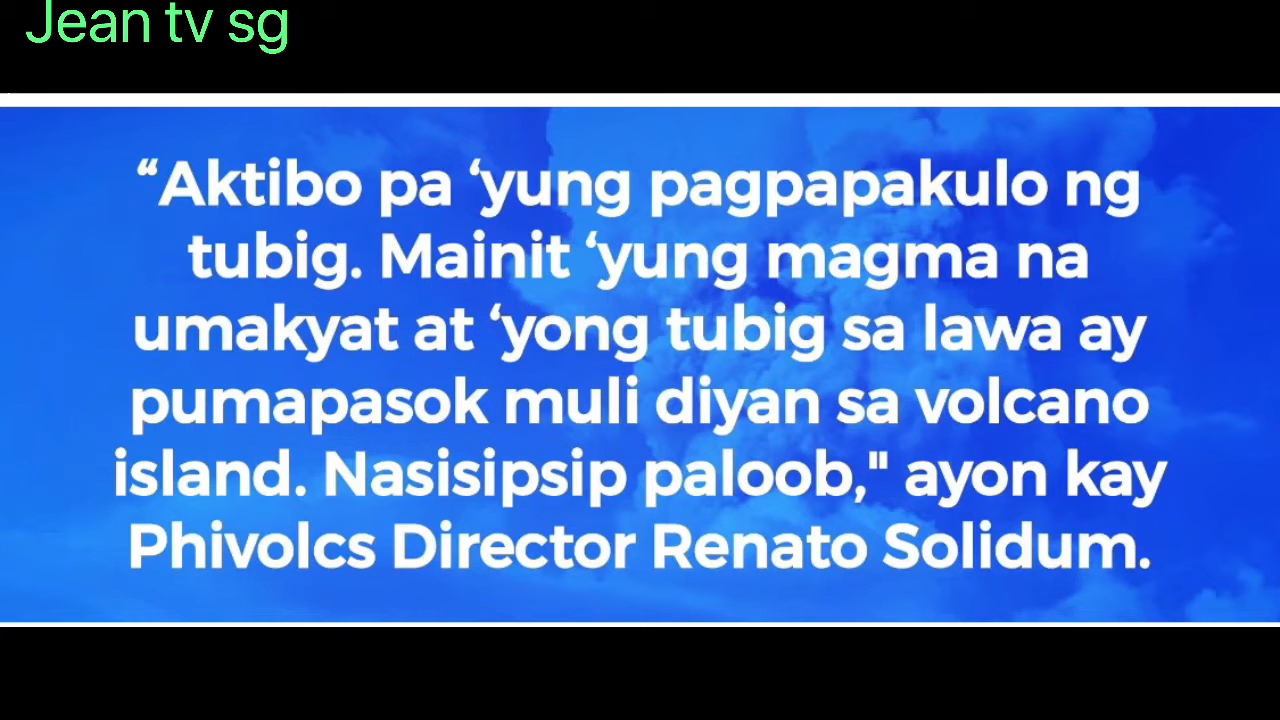 Jean tv sg
“Aktibo pa ‘yung pagpapakulo ng
tubig. Mainit ‘yung magma na
umakyat at ‘yong tubig sa lawa ay
pumapasok muli diyan sa volcano
island. Nasisipsip paloob," ayon kay
Phivolcs Director Renato Solidum.